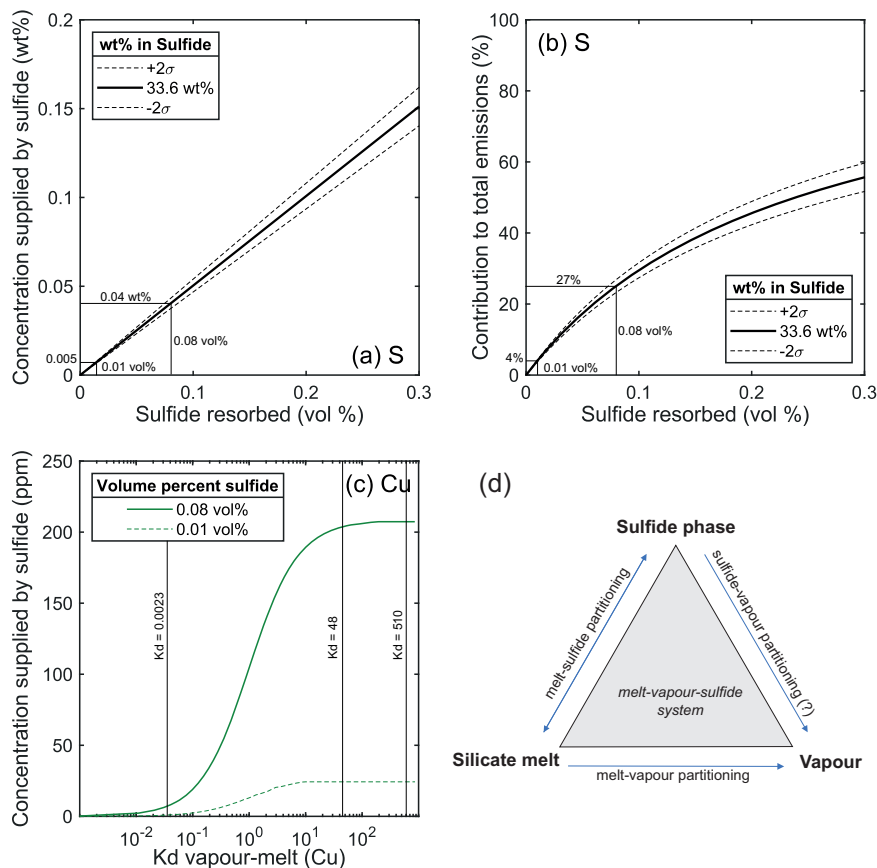 Concentration supplied by sulfide (wt%)
0.2
0.15
0.1
0.05
0
wt% in Sulfide
+2σ
33.6 wt%
-2σ
0.04 wt%
0.08 vol%
0.005
0.01 vol%
(a) S
0
0.1
0.2
0.3
Sulfide resorbed (vol %)
Contribution to total emissions (%)
100
80
60
40
20
0
(b) S
27%
0.08 vol%
4%
0.01 vol%
wt% in Sulfide
+2σ
33.6 wt%
-2σ
0
0.1
0.2
0.3
Sulfide resorbed (vol %)
Concentration supplied by sulfide (ppm)
250
200
150
100
50
0
Volume percent sulfide
0.08 vol%
0.01 vol%
(c) Cu
Kd = 0.0023
Kd = 48
Kd = 510
10-2
10-1
100
101
102
Kd vapour-melt (Cu)
(d)
Sulfide phase
melt-sulfide partitioning
sulfide-vapour partitioning (?)
melt-vapour-sulfide
system
Silicate melt
Vapour
melt-vapour partitioning